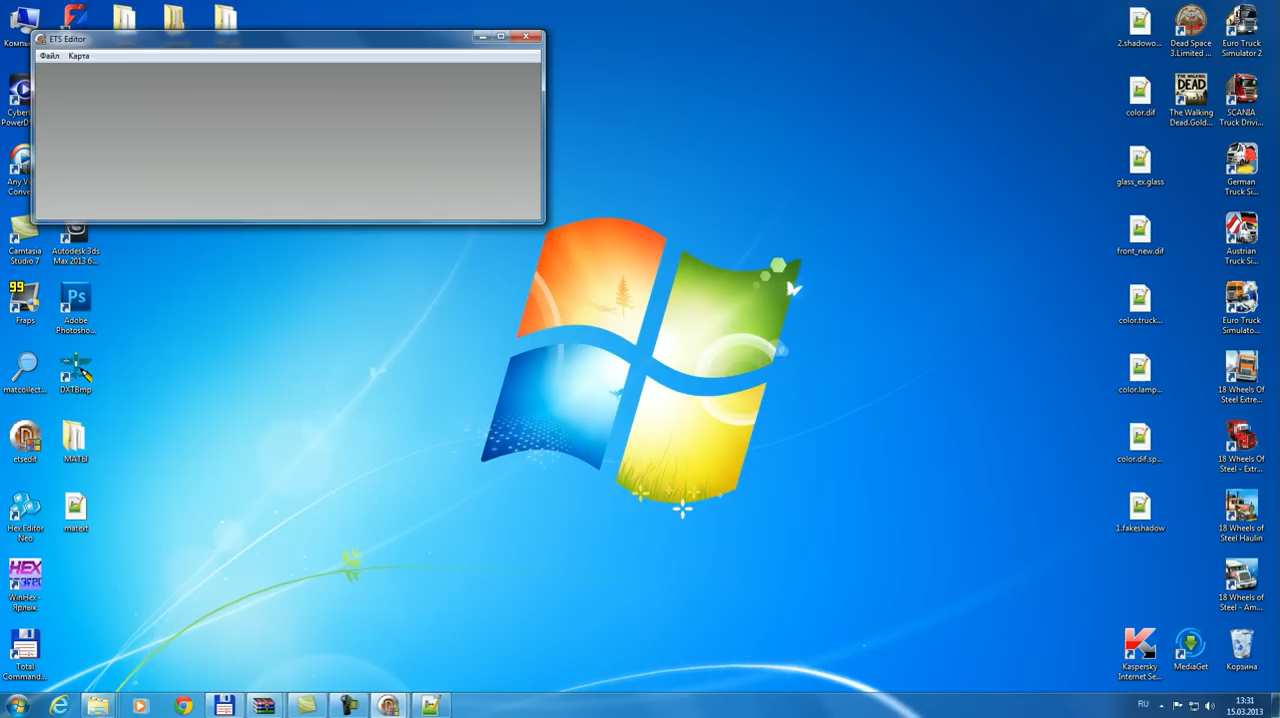 ETS Editor
Файл Карта
Camtasia
Studio 7
Autodesk 3ds
Max 2013 6...
99
Fraps
Ps
Adobe
Photosho...
matcollect...
DXTBmp
etsedit
МАТЫ
Hex Editor
Neo
matext
HEX
WinHex -
Ярлык
Total
Command...
2.shadowo...
Dead Space
3.Limited ...
Euro Truck
Simulator 2
color.dif
DEAD
The Walking
Dead.Gold...
SCANIA
Truck Drivi...
glass_ex.glass
German
Truck Si...
front_new.dif
Austrian
Truck Si...
color.truck...
Euro Truck
Simulato...
color.lamp...
18 Wheels Of
Steel Extre...
color.dif.sp...
18 Wheels Of
Steel - Extr...
1.fakeshadow
18 Wheels of
Steel Haulin
18 Wheels of
Steel - Am...
Kaspersky
Internet Se...
MediaGet
Корзина
RU
13:31
15.03.2013